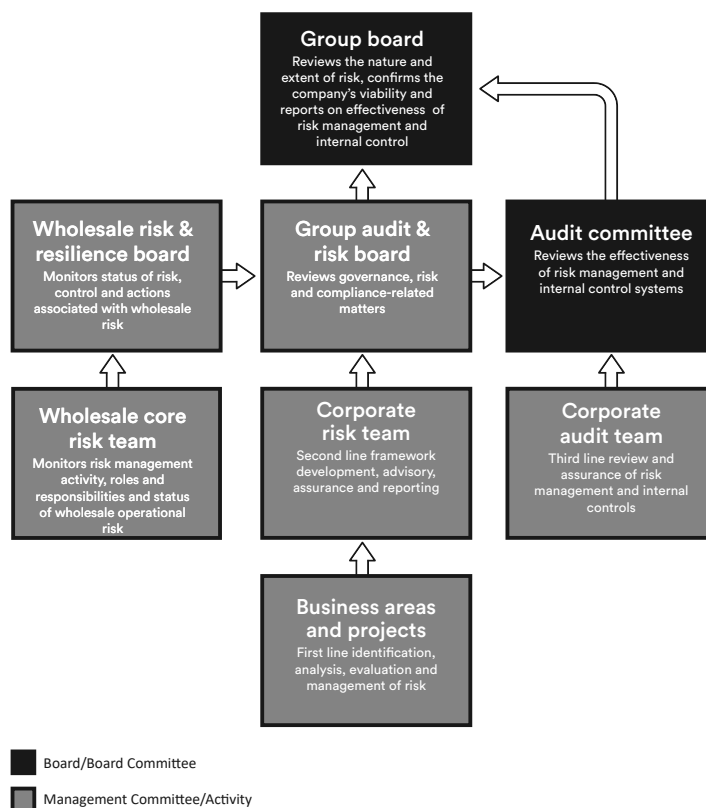 Group board
Reviews the nature and
extent of risk, confirms the
company’s viability and
reports on effectiveness of
risk management and
internal control
Wholesale risk &
resilience board
Monitors status of risk,
control and actions
associated with wholesale
risk
Group audit &
risk board
Reviews governance, risk
and compliance-related
matters
Audit committee
Reviews the effectiveness
of risk management and
internal control systems
Wholesale core
risk team
Monitors risk management
activity, roles and
responsibilities and status
of wholesale operational
risk
Corporate
risk team
Second line framework
development, advisory,
assurance and reporting
Corporate
audit team
Third line review and
assurance of risk
management and internal
controls
Business areas
and projects
First line identification,
analysis, evaluation and
management of risk
Board/Board Committee
Management Committee/Activity